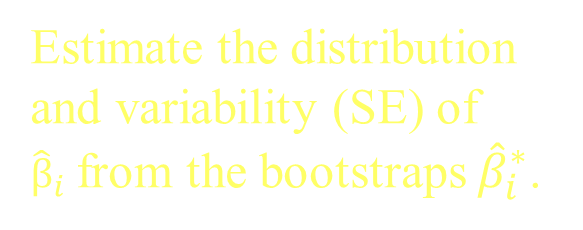 Estimate the distribution
and variability (SE) of
β̂ᵢ from the bootstraps β̂ᵢ*.